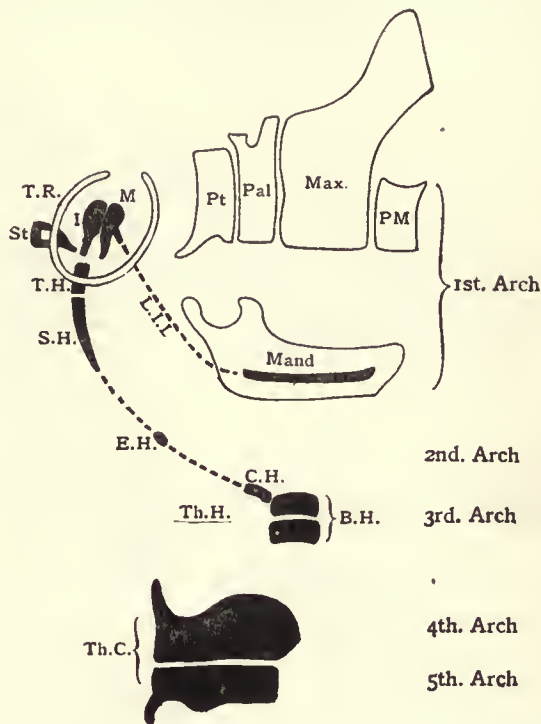 Pt
Pal
Max.
PM
T.R.
I
M
St
T.H.
S.H.
L.I.L
Mand
1st. Arch
E.H.
C.H.
2nd. Arch
Th.H.
B.H.
3rd. Arch
Th.C.
4th. Arch
5th. Arch